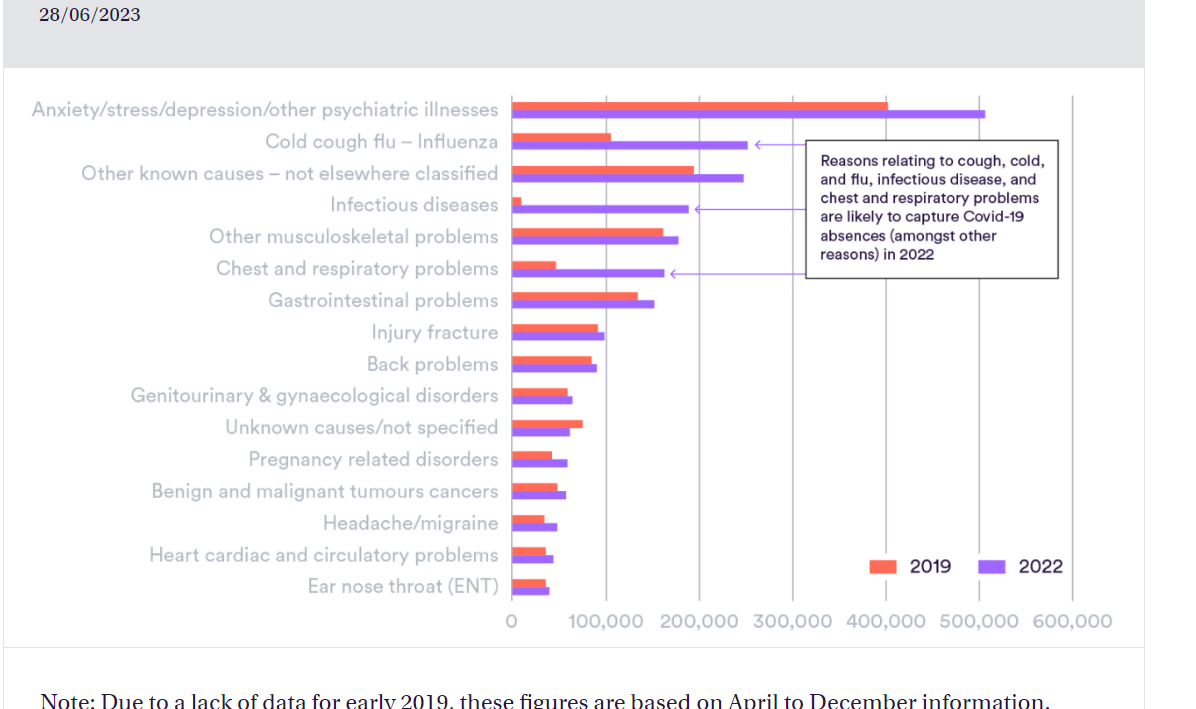 28/06/2023
Anxiety/stress/depression/other psychiatric illnesses
Cold cough flu – Influenza
Other known causes – not elsewhere classified
Infectious diseases
Other musculoskeletal problems
Chest and respiratory problems
Gastrointestinal problems
Injury fracture
Back problems
Genitourinary & gynaecological disorders
Unknown causes/not specified
Pregnancy related disorders
Benign and malignant tumours cancers
Headache/migraine
Heart cardiac and circulatory problems
Ear nose throat (ENT)
Reasons relating to cough, cold,
and flu, infectious disease, and
chest and respiratory problems
are likely to capture Covid-19
absences (amongst other
reasons) in 2022
2019 2022
0 100,000 200,000 300,000 400,000 500,000 600,000
Note: Due to a lack of data for early 2019, these figures are based on April to December information.